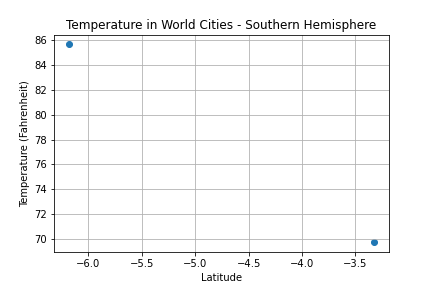 Temperature in World Cities - Southern Hemisphere
86
84
82
80
78
76
74
72
70
Temperature (Fahrenheit)
−6.0 −5.5 −5.0 −4.5 −4.0 −3.5
Latitude